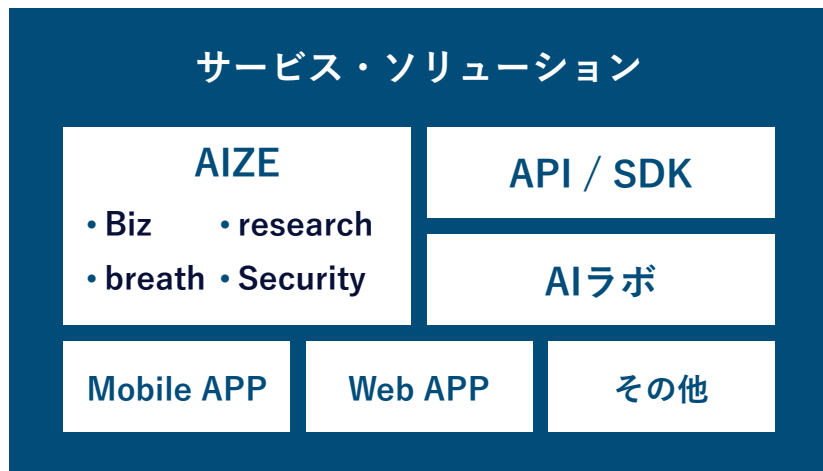 サービス・ソリューション
AIZE
・Biz ・research
・breath ・Security
API / SDK
AIラボ
Mobile APP
Web APP
その他